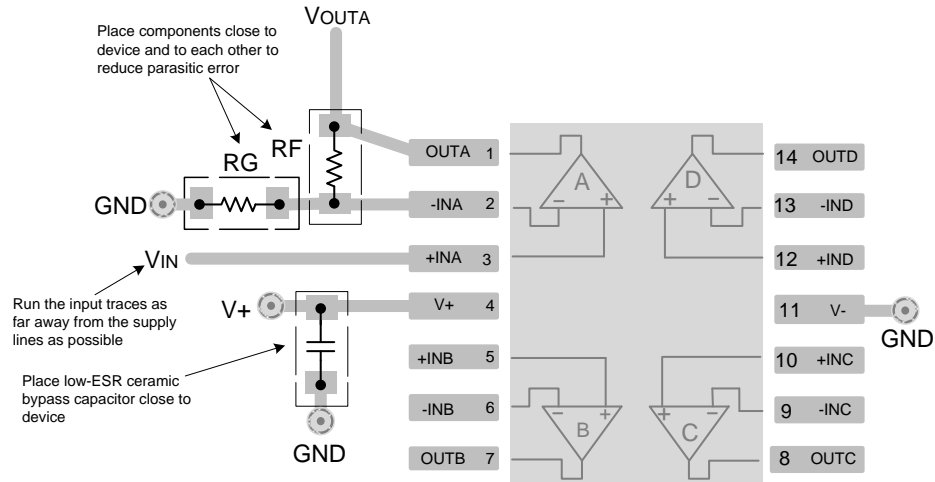 VOUTA
Place components close to
device and to each other to
reduce parasitic error
RF
RG
GND
VIN
Run the input traces as
far away from the supply
lines as possible
V+
Place low-ESR ceramic
bypass capacitor close to
device
GND
OUTA 1
-INA 2
+INA 3
V+ 4
+INB 5
-INB 6
OUTB 7
A
D
B
C
− +
+ −
− +
+ −
14 OUTD
13 -IND
12 +IND
11 V-
GND
10 +INC
9 -INC
8 OUTC